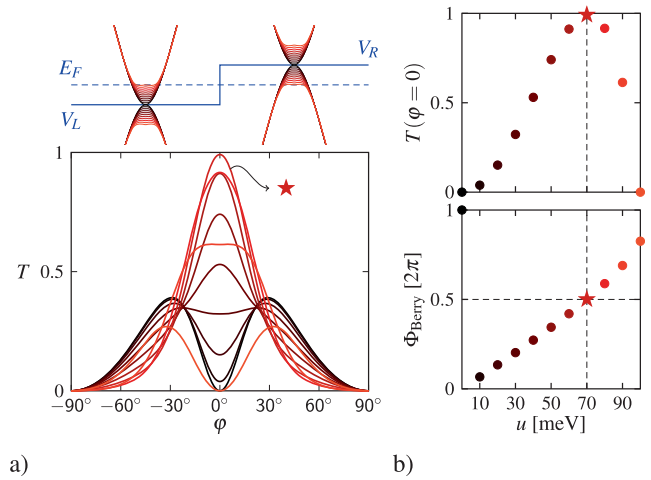 E_F
V_R
V_L
1
0.5
0
T
−90° −60° −30° 0° 30° 60° 90°
φ
a)
1
0.5
0
T(φ = 0)
1
0.5
0
Φ_Berry [2π]
10 30 50 70 90
u [meV]
b)